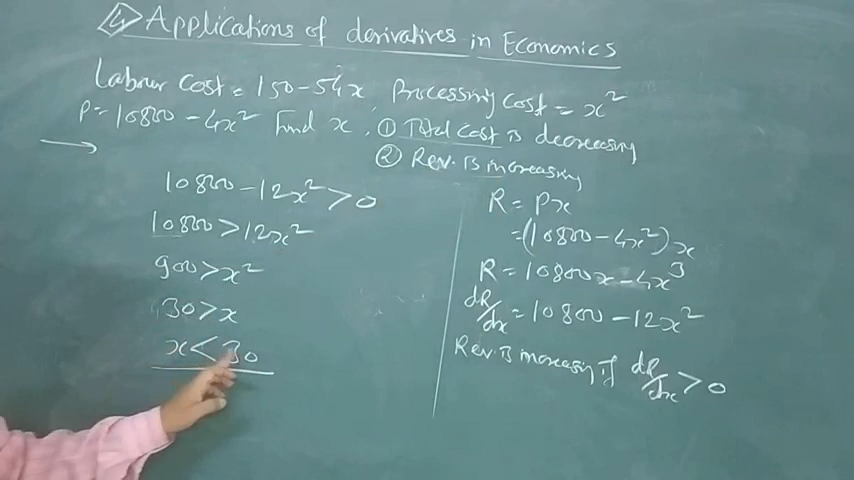 ④ Applications of derivatives in Economics
Labour Cost = 150-54x, Processing Cost = x²
P = 10800 - 4x² Find x, ① Total cost is decreasing
② Rev. is increasing
→
10800 - 12x² > 0
10800 > 12x²
900 > x²
30 > x
x < 30
R = Px
= (10800 - 4x²)x
R = 10800x - 4x³
dR/dx = 10800 - 12x²
Rev. is increasing if dR/dx > 0